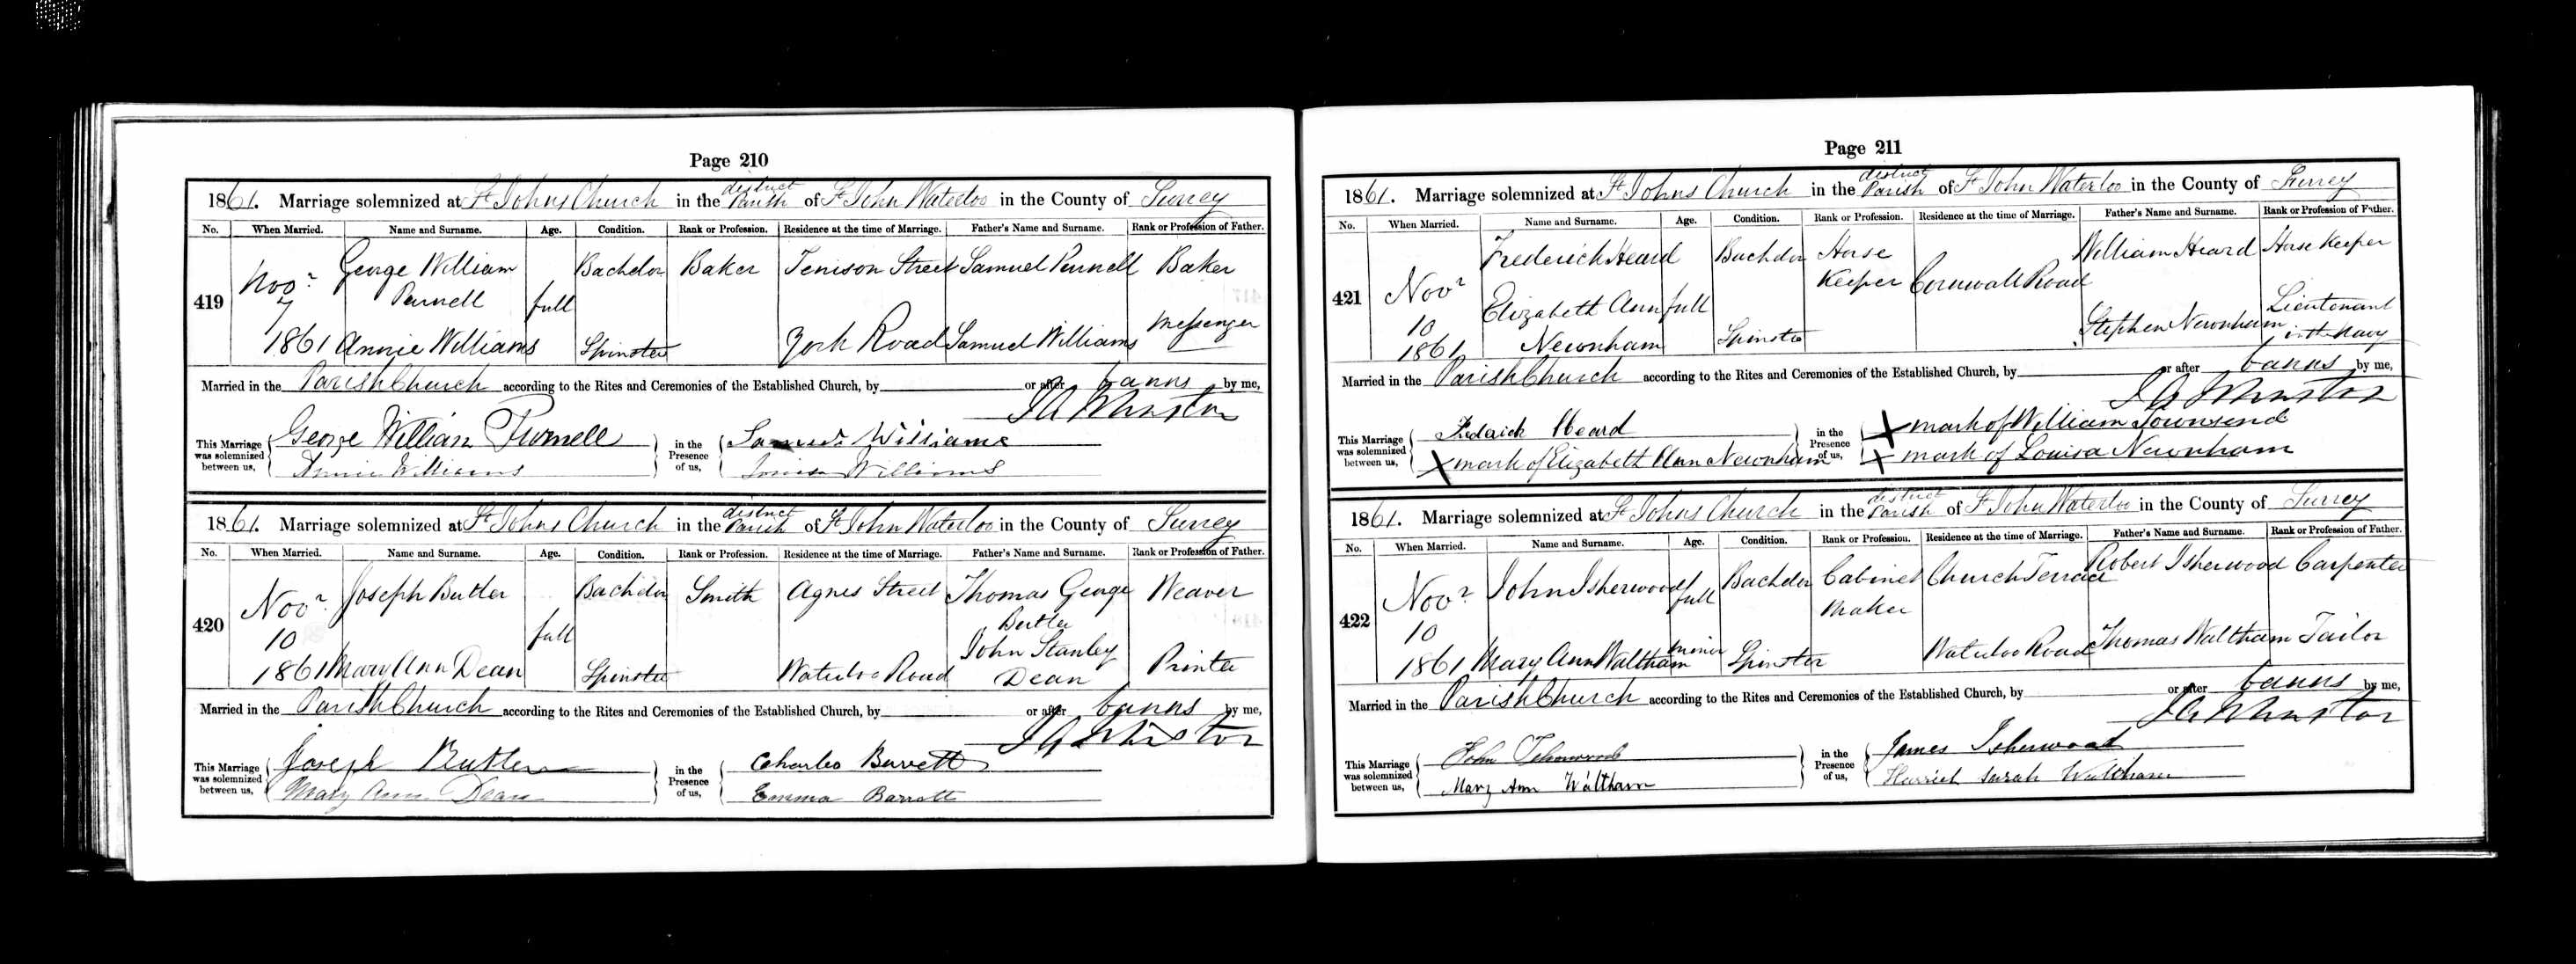 Page 210
1861. Marriage solemnized at St Johns Church in the district Parish of St John Waterloo in the County of Surrey
No. When Married. Name and Surname. Age. Condition. Rank or Profession. Residence at the time of Marriage. Father's Name and Surname. Rank or Profession of Father.
419 Novr 7 1861 George William Purnell full Bachelor Baker Tenison Street Samuel Purnell Baker
Annie Williams Spinster York Road Samuel Williams Messenger
Married in the Parish Church according to the Rites and Ceremonies of the Established Church, by or after banns by me,
This Marriage was solemnized between us, George William Purnell in the Presence of us, Samuel Williams
Annie Williams Louisa Williams
1861. Marriage solemnized at St Johns Church in the district Parish of St John Waterloo in the County of Surrey
No. When Married. Name and Surname. Age. Condition. Rank or Profession. Residence at the time of Marriage. Father's Name and Surname. Rank or Profession of Father.
420 Novr 10 1861 Joseph Butler full Bachelor Smith Agnes Street Thomas George Butler Weaver
Mary Ann Dean Spinster Waterloo Road John Stanley Dean Printer
Married in the Parish Church according to the Rites and Ceremonies of the Established Church, by or after banns by me,
This Marriage was solemnized between us, Joseph Butler in the Presence of us, Charles Barrett
Mary Ann Dean Emma Barrett
Page 211
1861. Marriage solemnized at St Johns Church in the district Parish of St John Waterloo in the County of Surrey
No. When Married. Name and Surname. Age. Condition. Rank or Profession. Residence at the time of Marriage. Father's Name and Surname. Rank or Profession of Father.
421 Novr 10 1861 Frederick Heard full Bachelor Horse Keeper Cornwall Road William Heard Horse Keeper
Elizabeth Ann Newnham Spinster Stephen Newnham Lieutenant in the Navy
Married in the Parish Church according to the Rites and Ceremonies of the Established Church, by or after banns by me,
This Marriage was solemnized between us, Frederick Heard in the Presence of us, X mark of William Townsend
X mark of Elizabeth Ann Newnham X mark of Louisa Newnham
1861. Marriage solemnized at St Johns Church in the district Parish of St John Waterloo in the County of Surrey
No. When Married. Name and Surname. Age. Condition. Rank or Profession. Residence at the time of Marriage. Father's Name and Surname. Rank or Profession of Father.
422 Novr 10 1861 John Isherwood full Bachelor Cabinet Maker Church Terrace Robert Isherwood Carpenter
Mary Ann Waltham minor Spinster Waterloo Road Thomas Waltham Tailor
Married in the Parish Church according to the Rites and Ceremonies of the Established Church, by or after banns by me,
This Marriage was solemnized between us, John Isherwood in the Presence of us, James Isherwood
Mary Ann Waltham Harriet Sarah Waltham